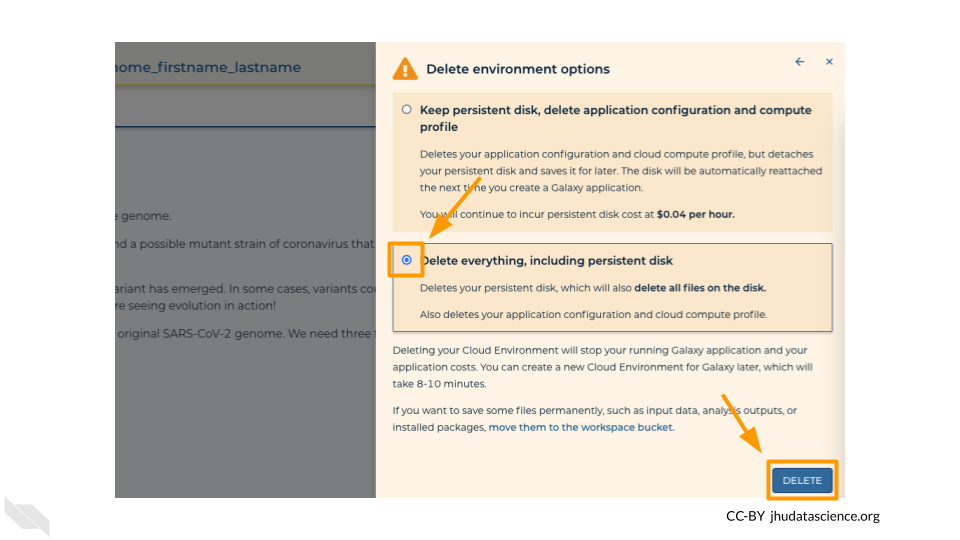 ome_firstname_lastname
Delete environment options
Keep persistent disk, delete application configuration and compute
profile
Deletes your application configuration and cloud compute profile, but detaches
your persistent disk and saves it for later. The disk will be automatically reattached
the next time you create a Galaxy application.
You will continue to incur persistent disk cost at $0.04 per hour.
e genome.
nd a possible mutant strain of coronavirus that
Delete everything, including persistent disk
Deletes your persistent disk, which will also delete all files on the disk.
Also deletes your application configuration and cloud compute profile.
ariant has emerged. In some cases, variants cou
re seeing evolution in action!
original SARS-CoV-2 genome. We need three
Deleting your Cloud Environment will stop your running Galaxy application and your
application costs. You can create a new Cloud Environment for Galaxy later, which will
take 8-10 minutes.
If you want to save some files permanently, such as input data, analysis outputs, or
installed packages, move them to the workspace bucket.
DELETE
CC-BY jhudatascience.org